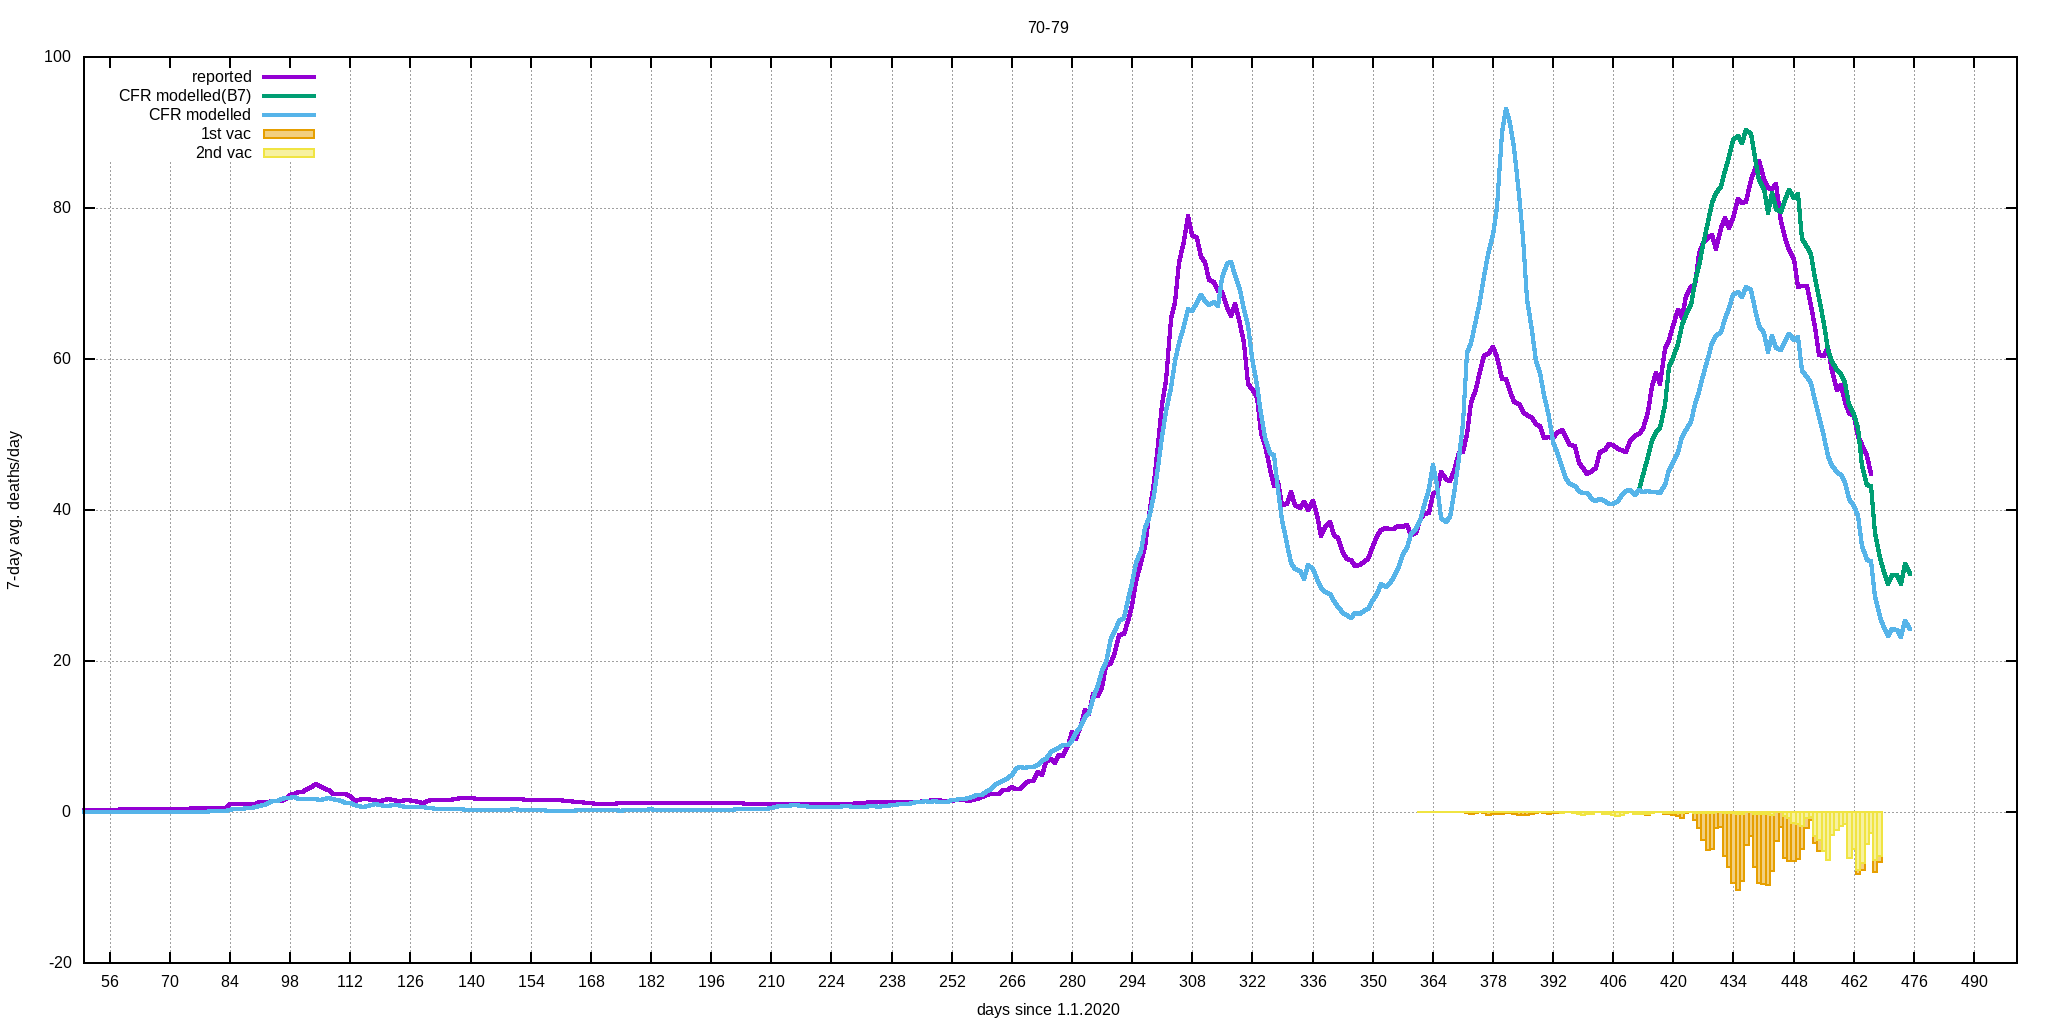 70-79
reported
CFR modelled(B7)
CFR modelled
1st vac
2nd vac
100
80
60
40
20
0
-20
7-day avg. deaths/day
56 70 84 98 112 126 140 154 168 182 196 210 224 238 252 266 280 294 308 322 336 350 364 378 392 406 420 434 448 462 476 490
days since 1.1.2020